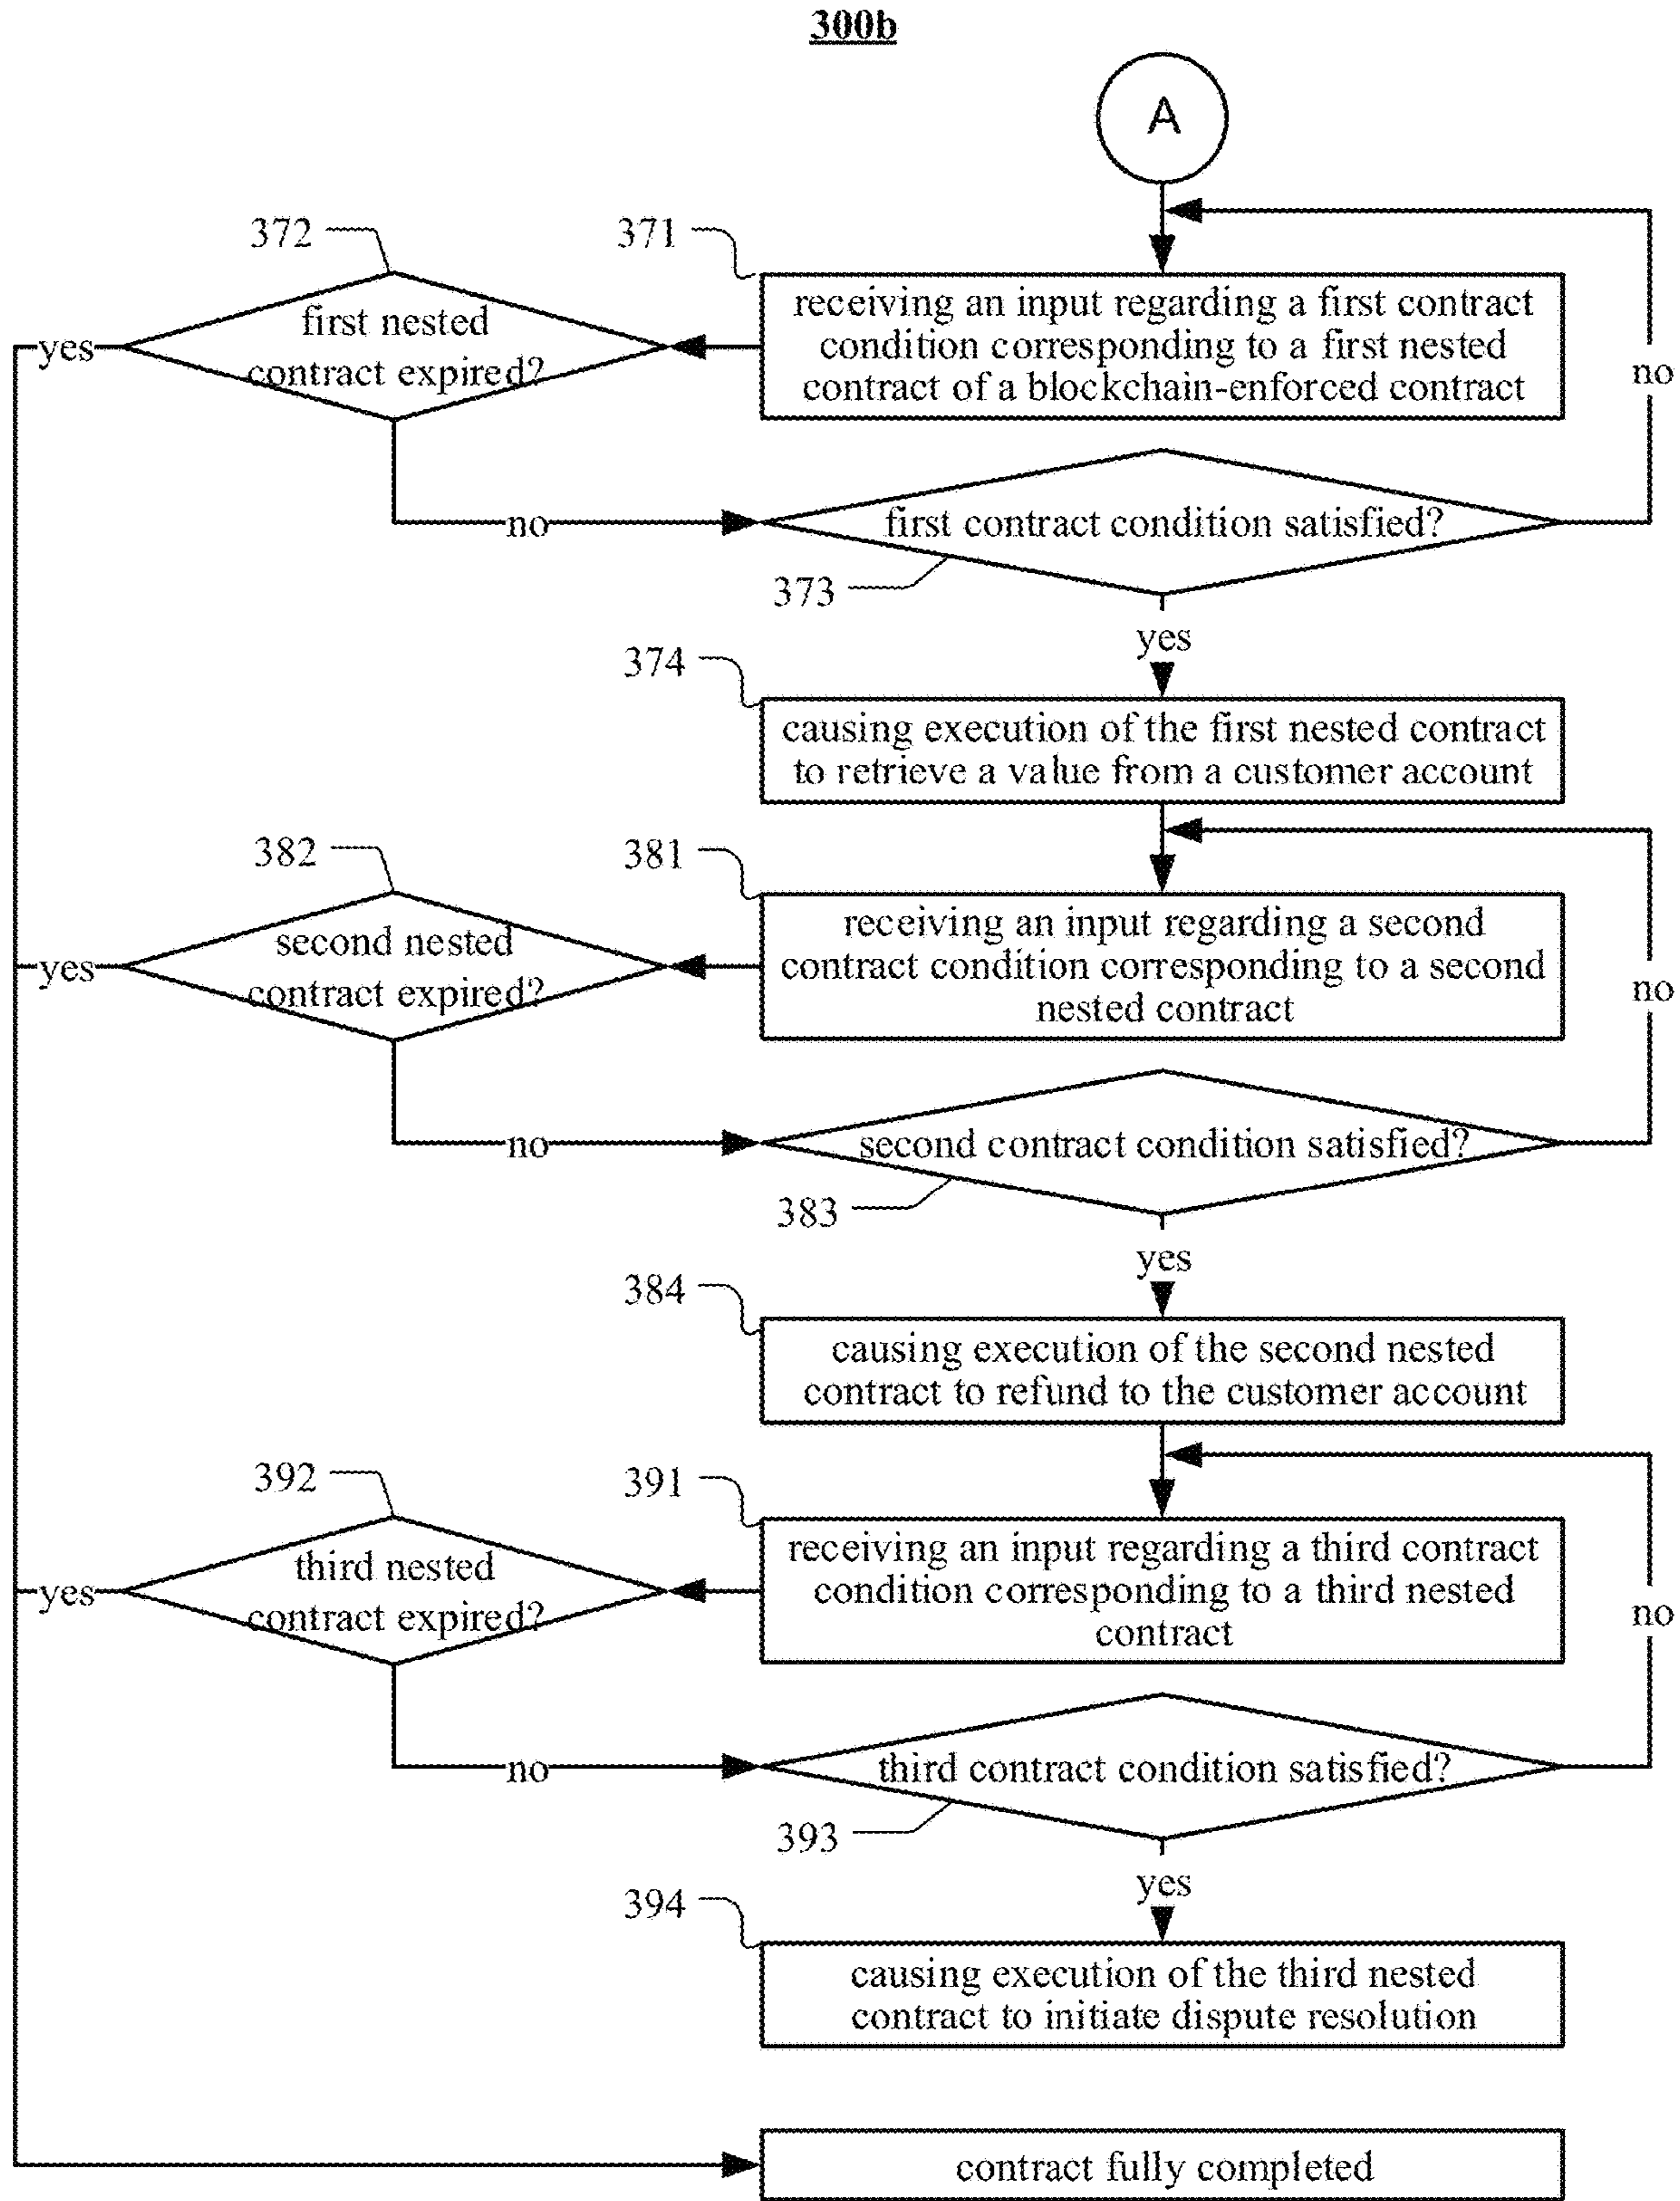 300b
A
372
371
first nested
contract expired?
receiving an input regarding a first contract
condition corresponding to a first nested
contract of a blockchain-enforced contract
yes
no
no
first contract condition satisfied?
373
yes
374
causing execution of the first nested contract
to retrieve a value from a customer account
382
381
second nested
contract expired?
receiving an input regarding a second
contract condition corresponding to a second
nested contract
yes
no
no
second contract condition satisfied?
383
yes
384
causing execution of the second nested
contract to refund to the customer account
392
391
third nested
contract expired?
receiving an input regarding a third contract
condition corresponding to a third nested
contract
yes
no
no
third contract condition satisfied?
393
yes
394
causing execution of the third nested
contract to initiate dispute resolution
contract fully completed